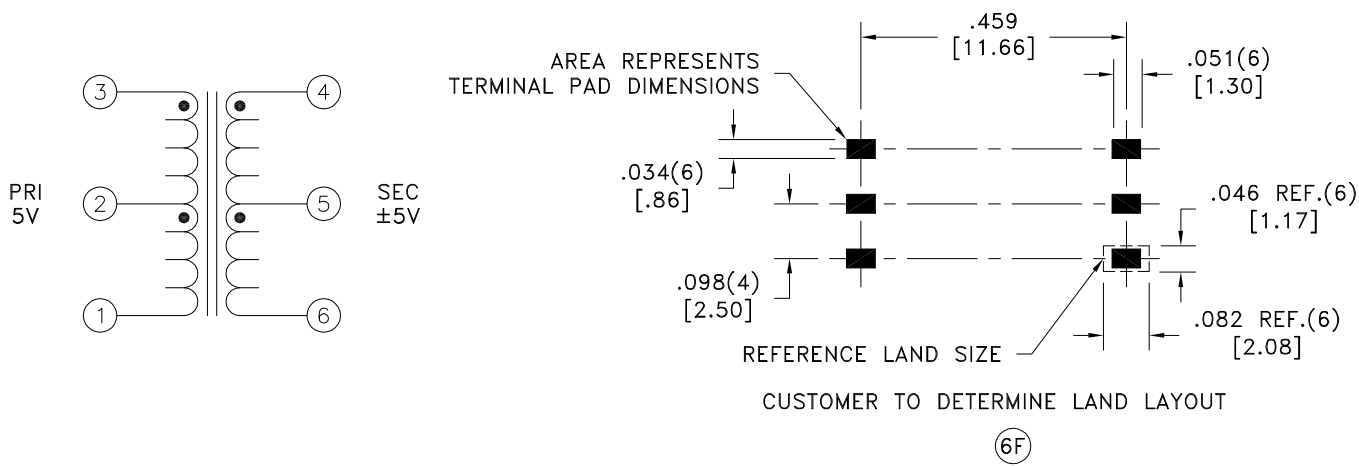 3
4
PRI
5V
2
5
SEC
±5V
1
6
.459
[11.66]
AREA REPRESENTS
TERMINAL PAD DIMENSIONS
.051(6)
[1.30]
.034(6)
[.86]
.046 REF.(6)
[1.17]
.098(4)
[2.50]
.082 REF.(6)
[2.08]
REFERENCE LAND SIZE
CUSTOMER TO DETERMINE LAND LAYOUT
6F